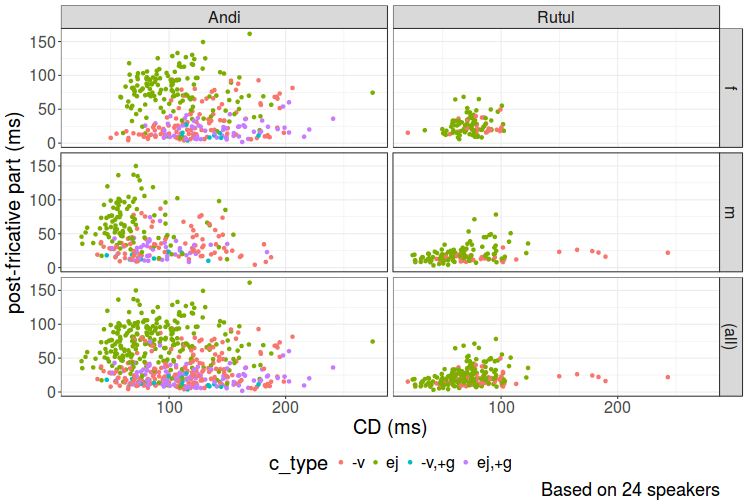 Andi Rutul
post-fricative part (ms)
150
100
50
0
f
150
100
50
0
m
150
100
50
0
(all)
100 200 100 200
CD (ms)
c_type -v ej -v,+g ej,+g
Based on 24 speakers